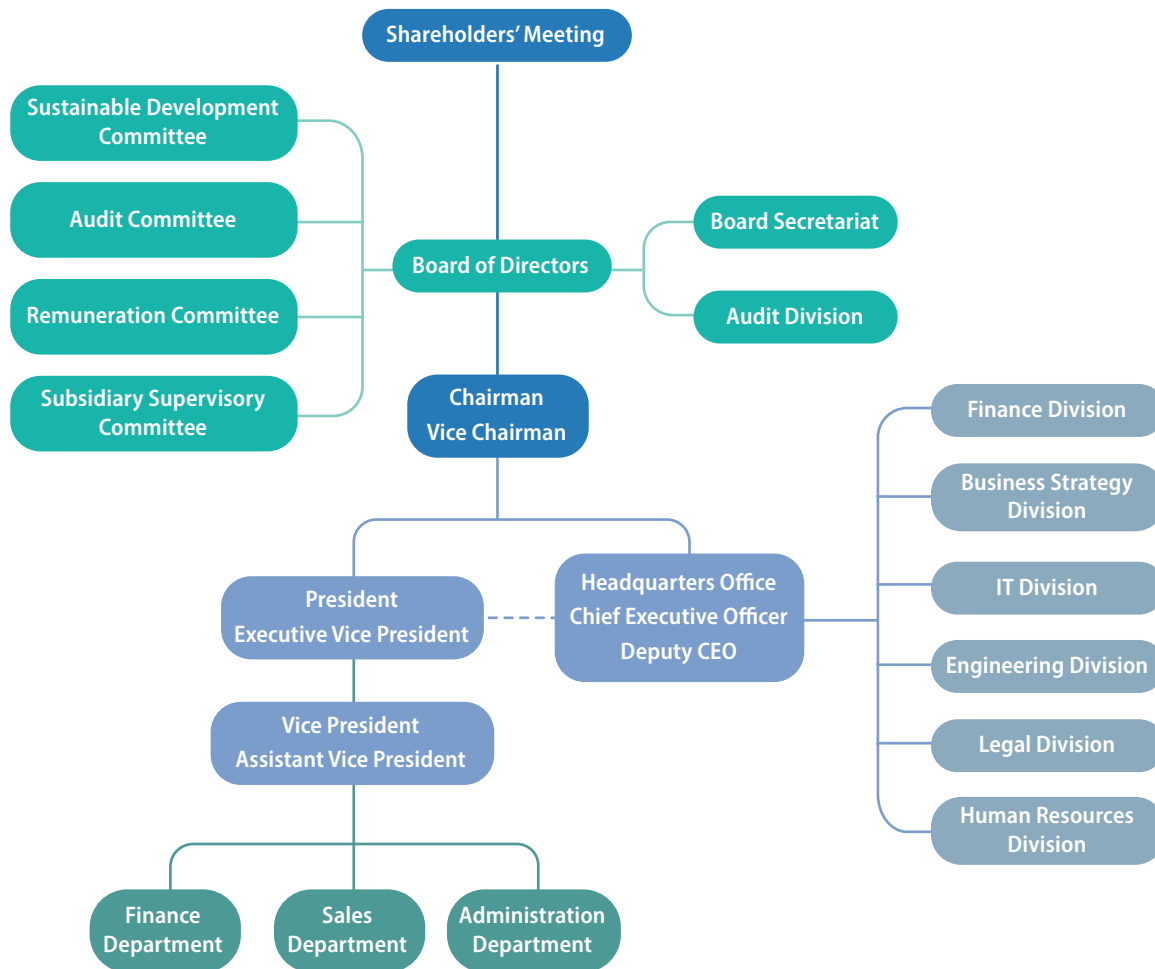 Shareholders’ Meeting
Sustainable Development
Committee
Audit Committee
Remuneration Committee
Subsidiary Supervisory
Committee
Board of Directors
Board Secretariat
Audit Division
Chairman
Vice Chairman
President
Executive Vice President
Headquarters Office
Chief Executive Officer
Deputy CEO
Vice President
Assistant Vice President
Finance Division
Business Strategy
Division
IT Division
Engineering Division
Legal Division
Human Resources
Division
Finance
Department
Sales
Department
Administration
Department